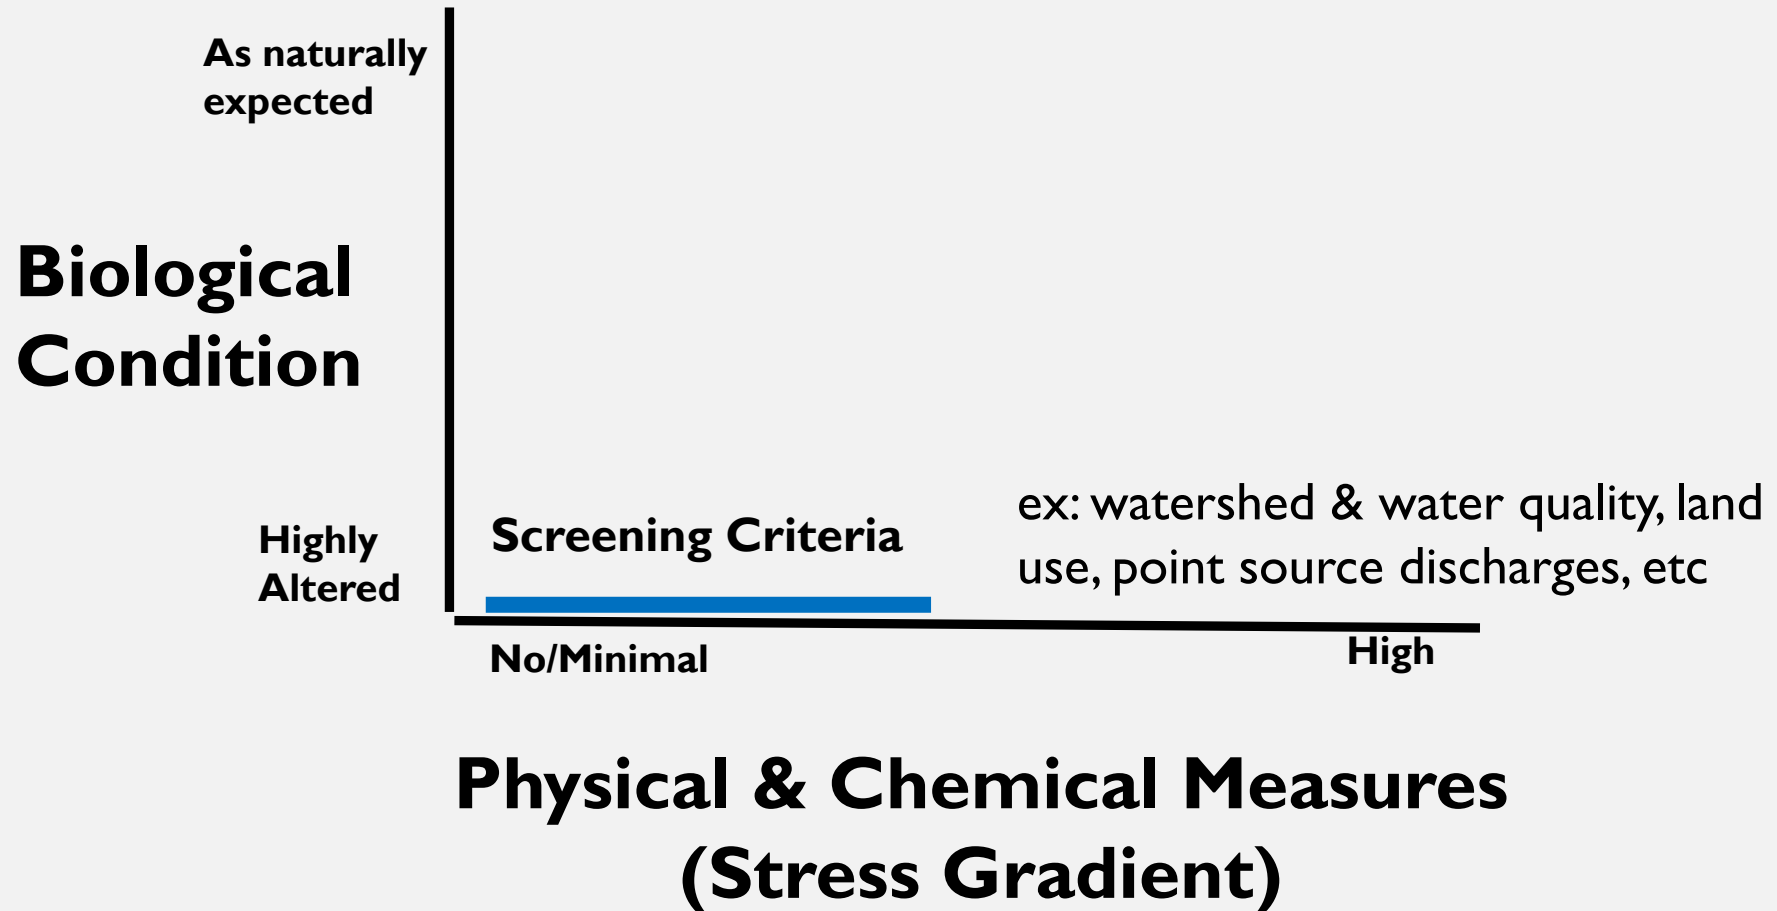 As naturally
expected
Biological
Condition
Highly
Altered
Screening Criteria
ex: watershed & water quality, land
use, point source discharges, etc
No/Minimal
High
Physical & Chemical Measures
(Stress Gradient)